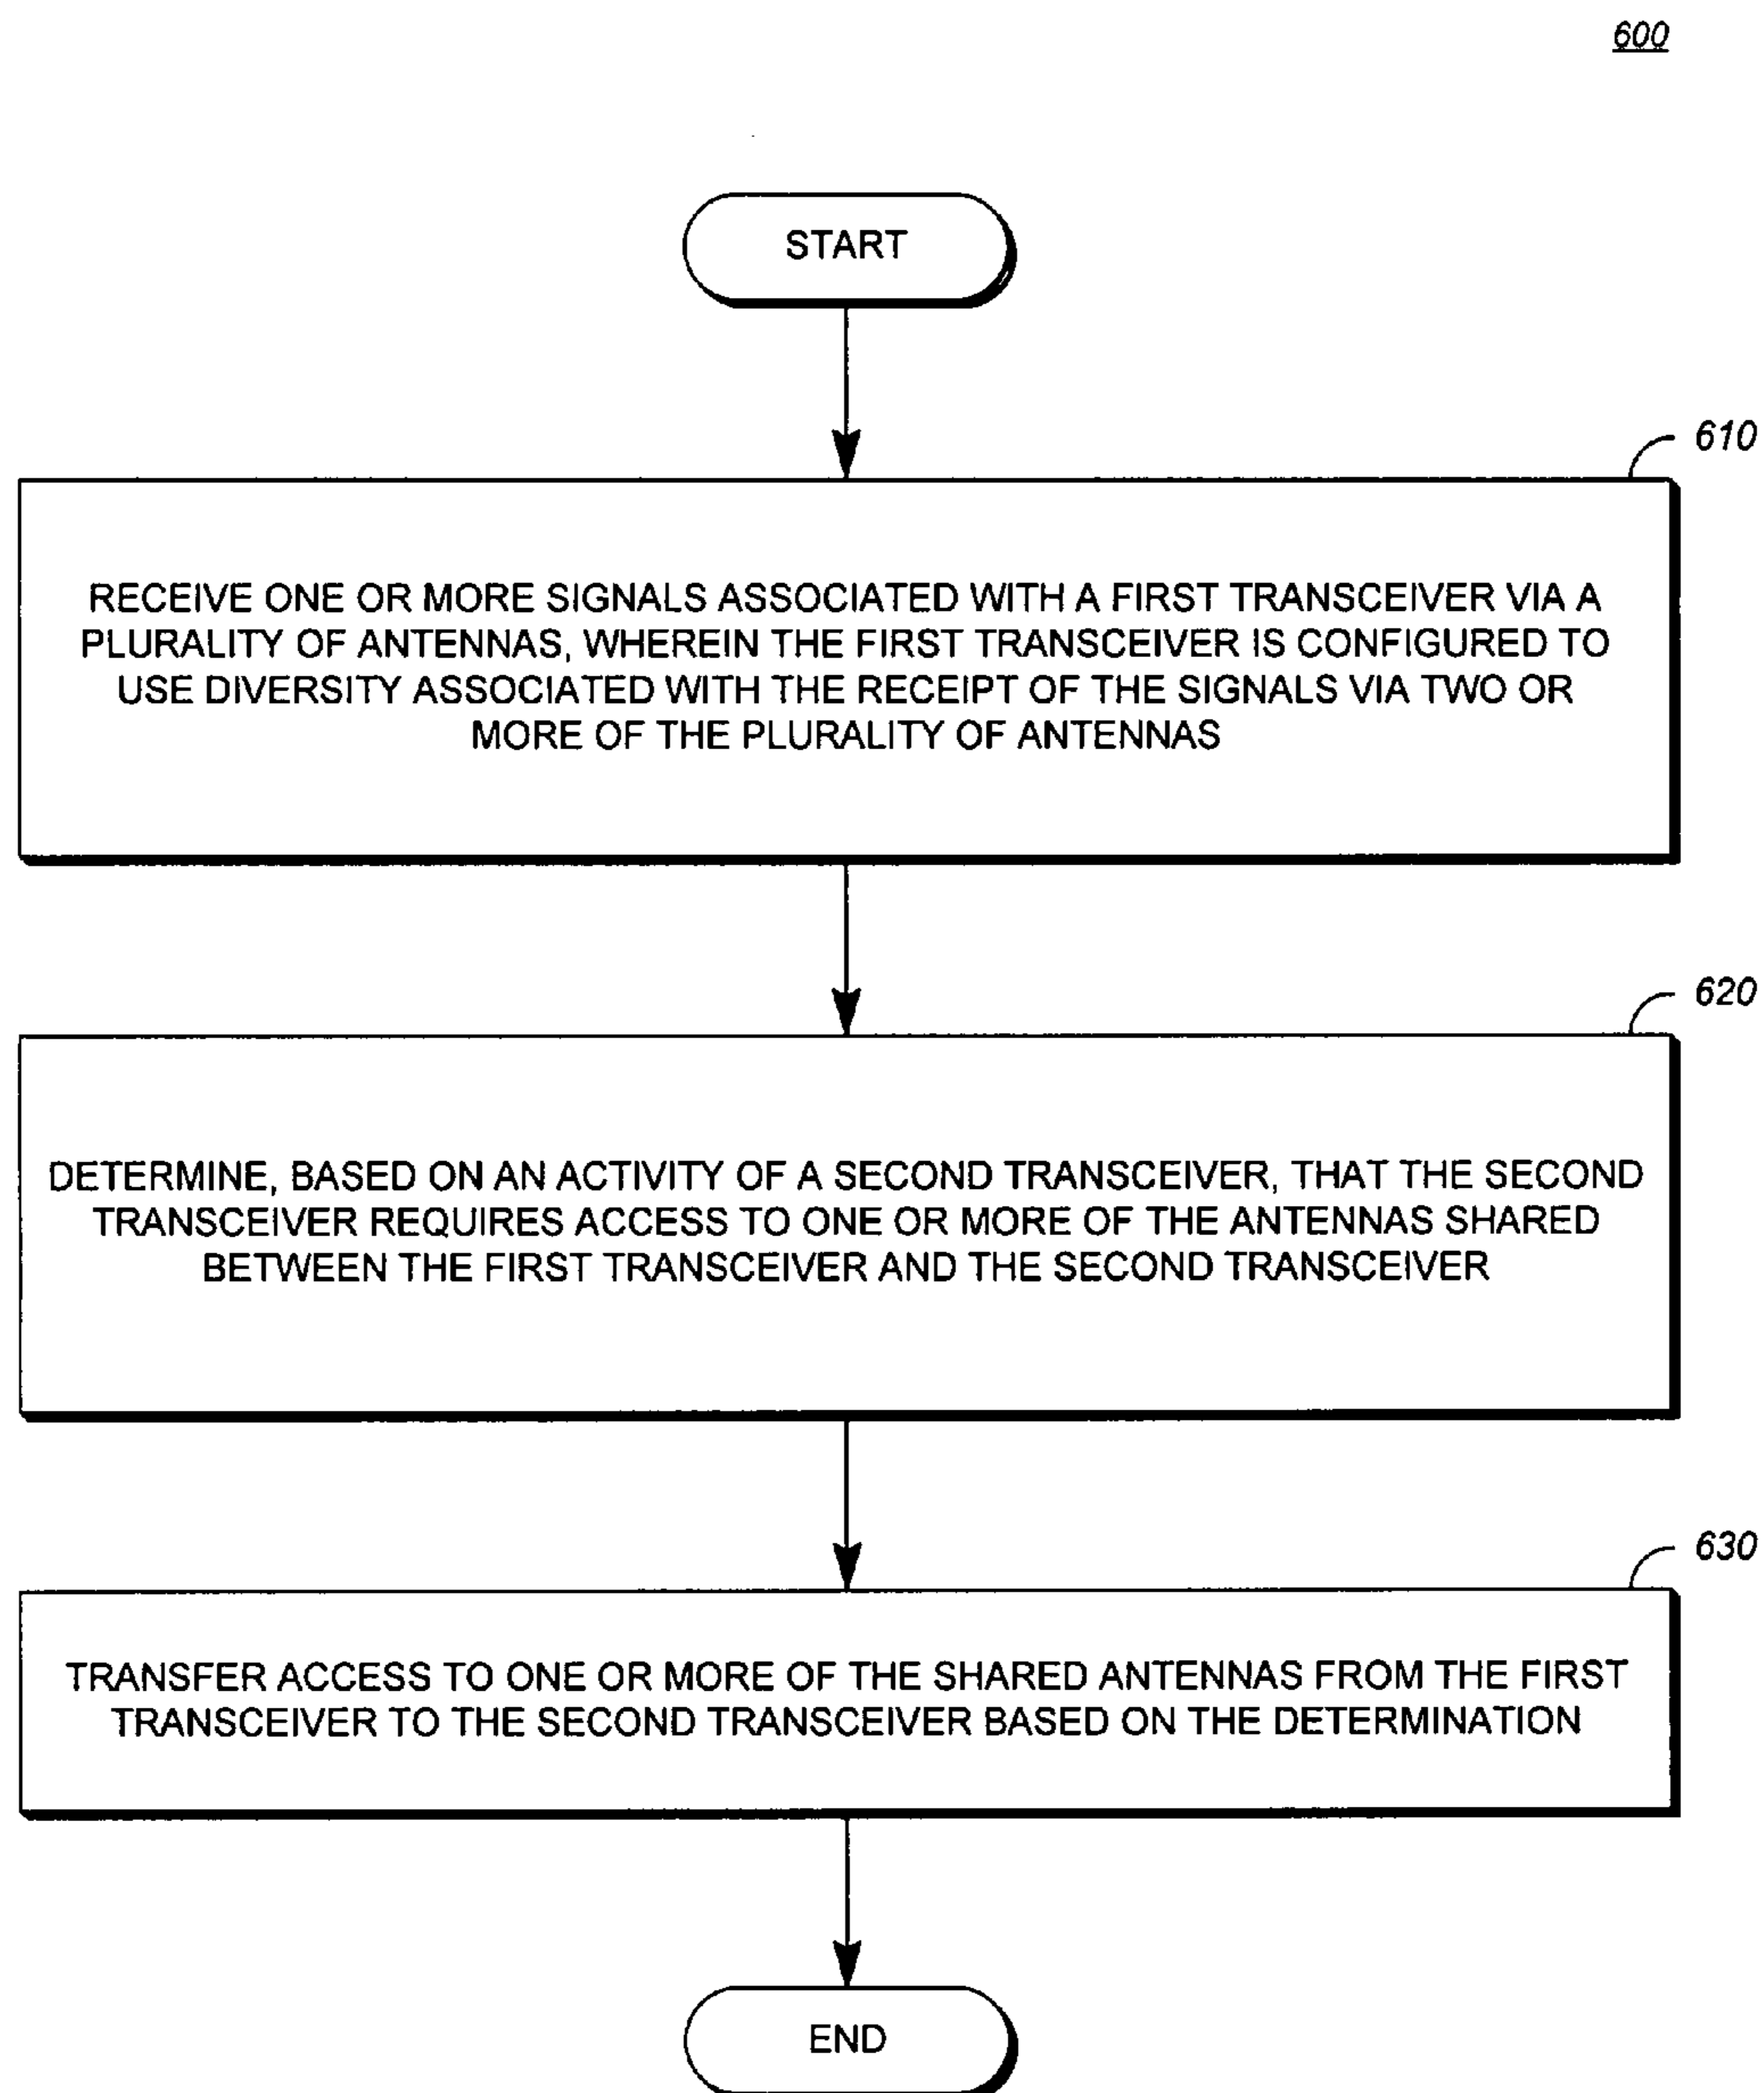 600
START
610
RECEIVE ONE OR MORE SIGNALS ASSOCIATED WITH A FIRST TRANSCEIVER VIA A
PLURALITY OF ANTENNAS, WHEREIN THE FIRST TRANSCEIVER IS CONFIGURED TO
USE DIVERSITY ASSOCIATED WITH THE RECEIPT OF THE SIGNALS VIA TWO OR
MORE OF THE PLURALITY OF ANTENNAS
620
DETERMINE, BASED ON AN ACTIVITY OF A SECOND TRANSCEIVER, THAT THE SECOND
TRANSCEIVER REQUIRES ACCESS TO ONE OR MORE OF THE ANTENNAS SHARED
BETWEEN THE FIRST TRANSCEIVER AND THE SECOND TRANSCEIVER
630
TRANSFER ACCESS TO ONE OR MORE OF THE SHARED ANTENNAS FROM THE FIRST
TRANSCEIVER TO THE SECOND TRANSCEIVER BASED ON THE DETERMINATION
END